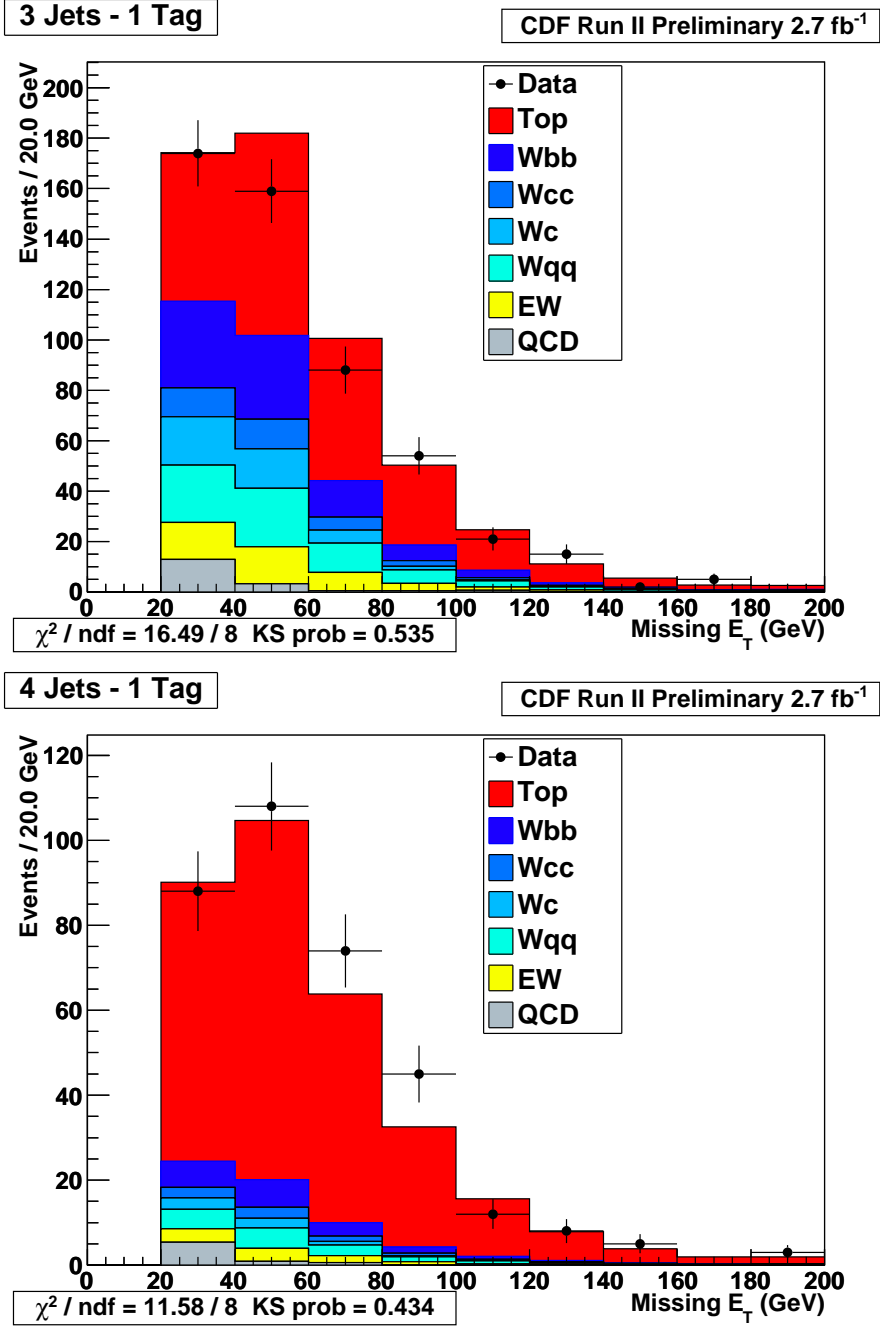 3 Jets - 1 Tag
CDF Run II Preliminary 2.7 fb⁻¹
Events / 20.0 GeV
200
180
160
140
120
100
80
60
40
20
0
Data
Top
Wbb
Wcc
Wc
Wqq
EW
QCD
0 20 40 60 80 100 120 140 160 180 200
χ² / ndf = 16.49 / 8 KS prob = 0.535
Missing E_T (GeV)
4 Jets - 1 Tag
CDF Run II Preliminary 2.7 fb⁻¹
Events / 20.0 GeV
120
100
80
60
40
20
0
Data
Top
Wbb
Wcc
Wc
Wqq
EW
QCD
0 20 40 60 80 100 120 140 160 180 200
χ² / ndf = 11.58 / 8 KS prob = 0.434
Missing E_T (GeV)